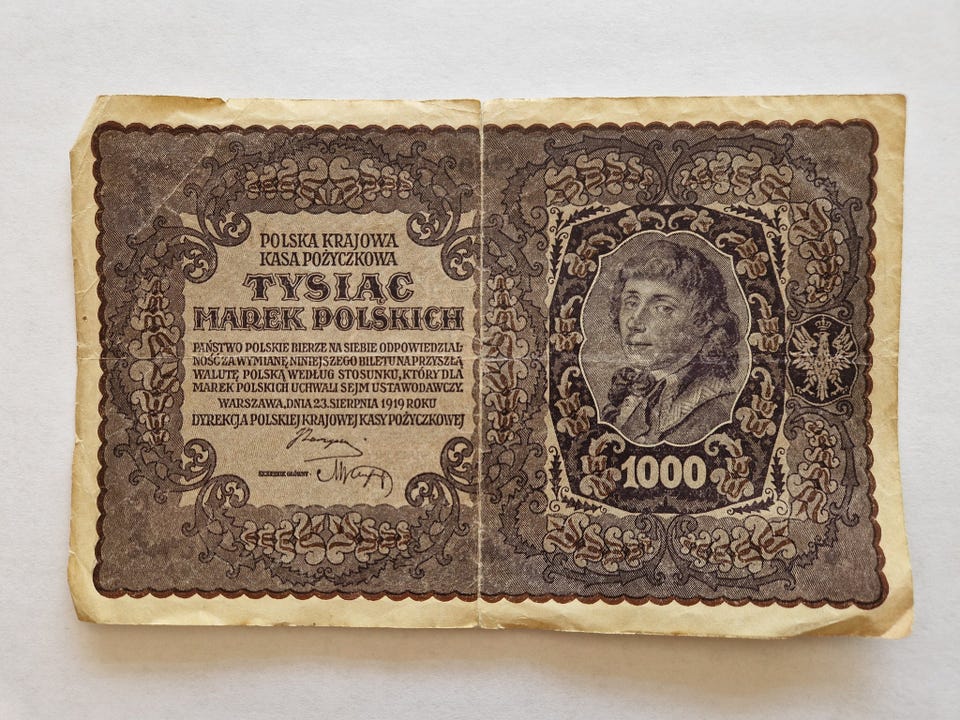 POLSKA KRAJOWA
KASA POŻYCZKOWA
TYSIĄC
MAREK POLSKICH
PAŃSTWO POLSKIE BIERZE NA SIEBIE ODPOWIEDZIAL-
NOŚĆ ZA WYMIANĘ NINIEJSZEGO BILETU NA PRZYSZŁĄ
WALUTĘ POLSKĄ WEDŁUG STOSUNKU, KTÓRY DLA
MAREK POLSKICH UCHWALI SEJM USTAWODAWCZY.
WARSZAWA, DNIA 23. SIERPNIA 1919 ROKU
DYREKCJA POLSKIEJ KRAJOWEJ KASY POŻYCZKOWEJ
SKARBNIK GŁÓWNY
1000